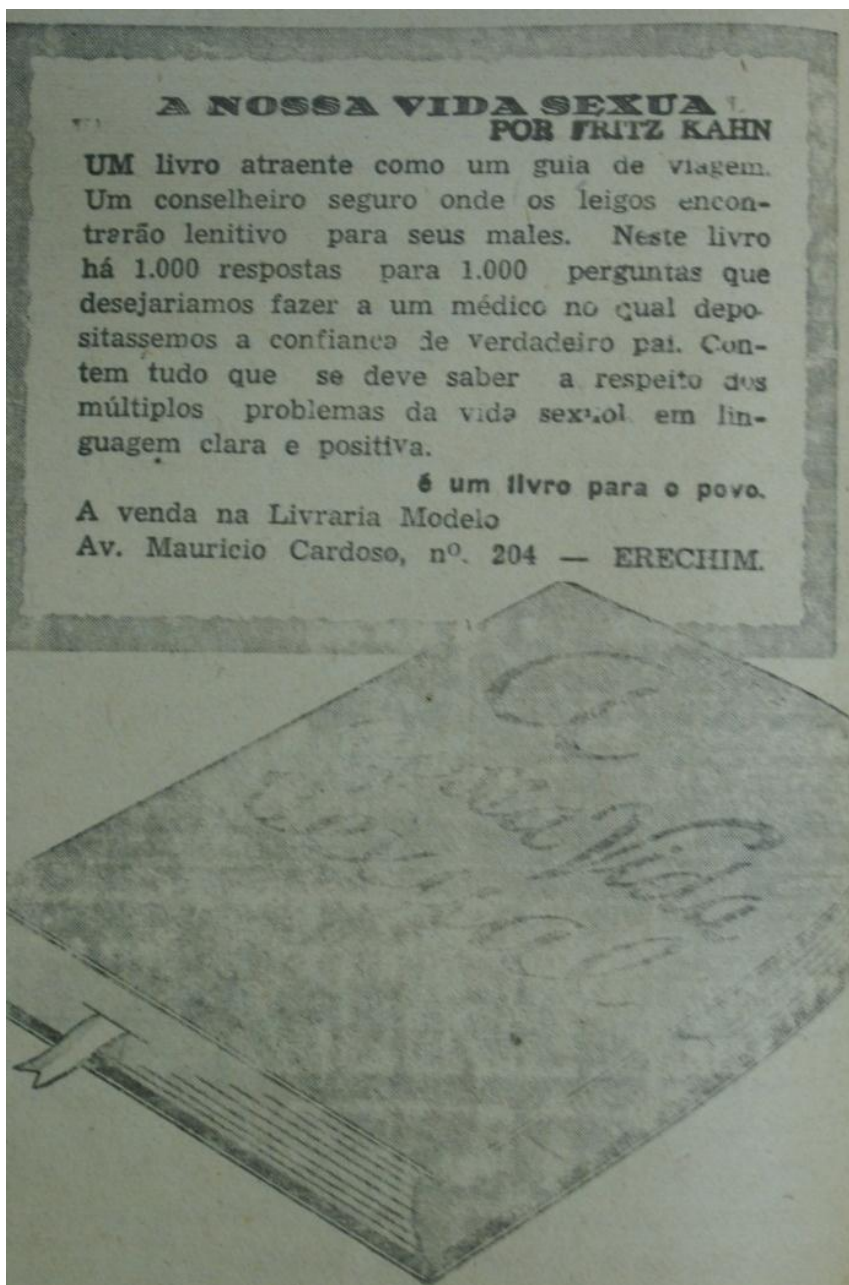 A NOSSA VIDA SEXUAL
POR FRITZ KAHN
UM livro atraente como um guia de viagem.
Um conselheiro seguro onde os leigos encon-
trarão lenitivo para seus males. Neste livro
há 1.000 respostas para 1.000 perguntas que
desejariamos fazer a um médico no qual depo-
sitassemos a confianca de verdadeiro pai. Con-
tem tudo que se deve saber a respeito dos
múltiplos problemas da vida em lin-
guagem clara e positiva.
é um livro para o povo.
A venda na Livraria Modelo
Av. Mauricio Cardoso, nº. 204 — ERECHIM.
A
Nossa Vida
Sexual